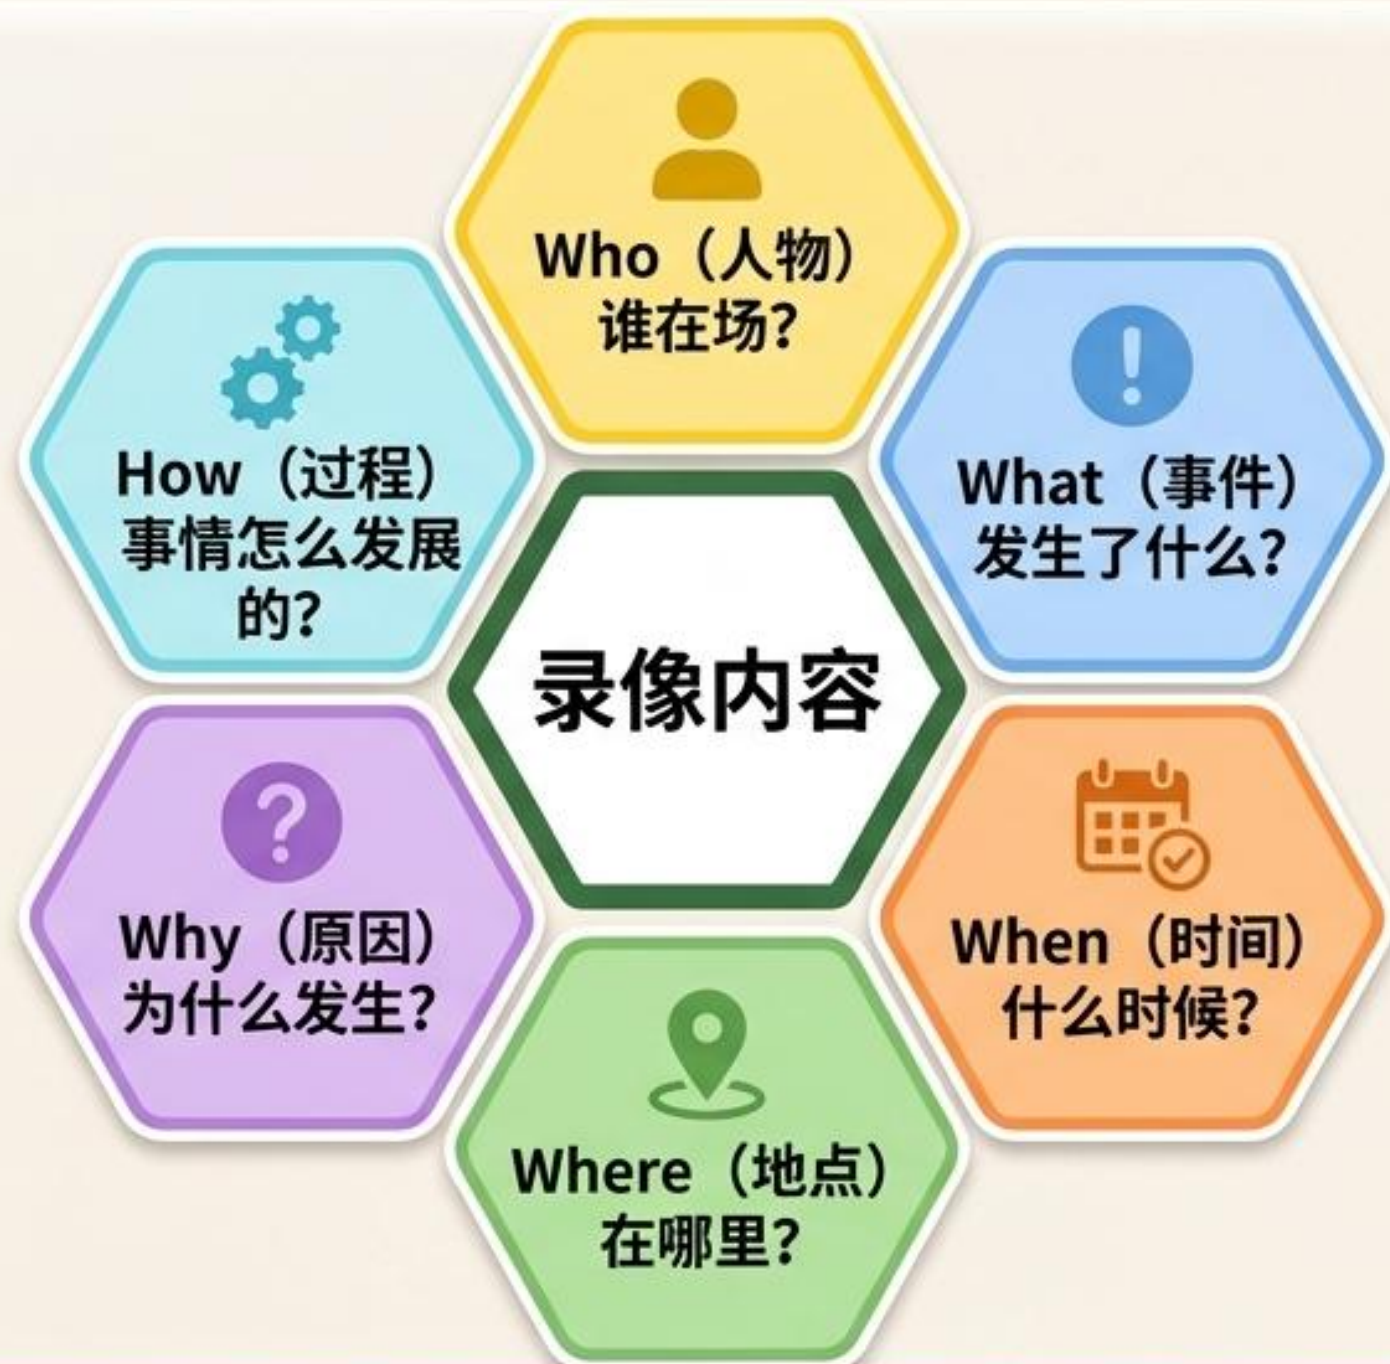 Who（人物）
谁在场？
How（过程）
事情怎么发展
的？
What（事件）
发生了什么？
录像内容
Why（原因）
为什么发生？
When（时间）
什么时候？
Where（地点）
在哪里？